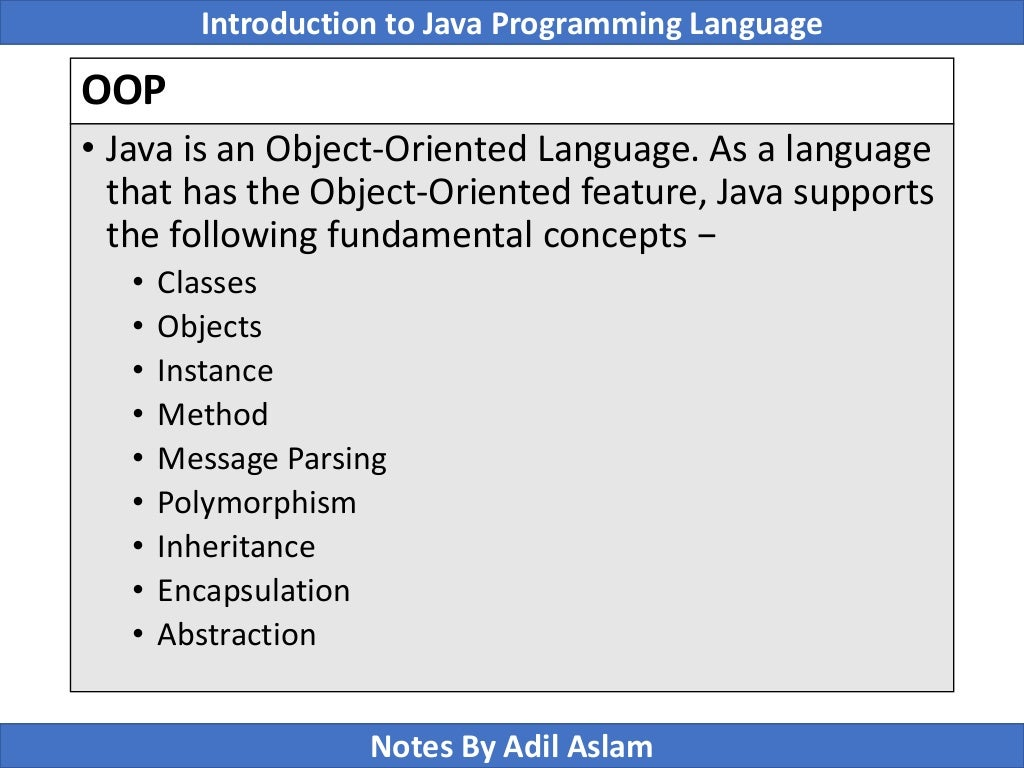 Introduction to Java Programming Language
OOP
• Java is an Object-Oriented Language. As a language
that has the Object-Oriented feature, Java supports
the following fundamental concepts −
• Classes
• Objects
• Instance
• Method
• Message Parsing
• Polymorphism
• Inheritance
• Encapsulation
• Abstraction
Notes By Adil Aslam